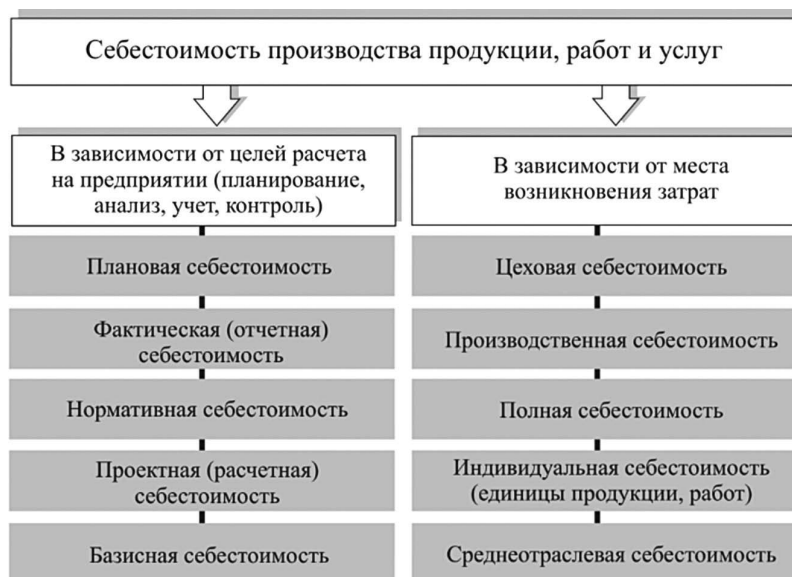 Себестоимость производства продукции, работ и услуг
В зависимости от целей расчета
на предприятии (планирование,
анализ, учет, контроль)
Плановая себестоимость
Фактическая (отчетная)
себестоимость
Нормативная себестоимость
Проектная (расчетная)
себестоимость
Базисная себестоимость
В зависимости от места
возникновения затрат
Цеховая себестоимость
Производственная себестоимость
Полная себестоимость
Индивидуальная себестоимость
(единицы продукции, работ)
Среднеотраслевая себестоимость